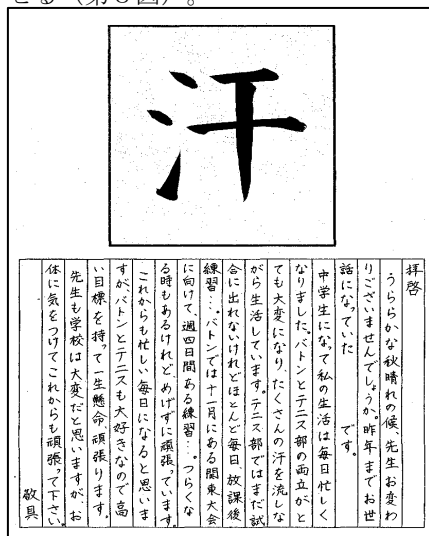 とる（第3図）。
汗
拝啓
うららかな秋晴れの候、先生お変わ
りございませんでしょうか。昨年までお世
話になっていた　　　です。
中学生になって私の生活は毎日忙しく
なりました。バトンとテニス部の両立がと
ても大変になり、たくさんの汗を流しな
がら生活しています。テニス部ではまだ試
合に出れないけれどほとんど毎日、放課後
練習…。バトンでは十一月にある関東大会
に向けて、週四日間ある練習…。つらくな
る時もあるけれど、めげずに頑張っています。
これからも忙しい毎日になると思いま
すが、バトンとテニスも大好きなので高
い目標を持って一生懸命、頑張ります。
先生も学校は大変だと思いますが、お
体に気をつけてこれからも頑張って下さい。
敬具